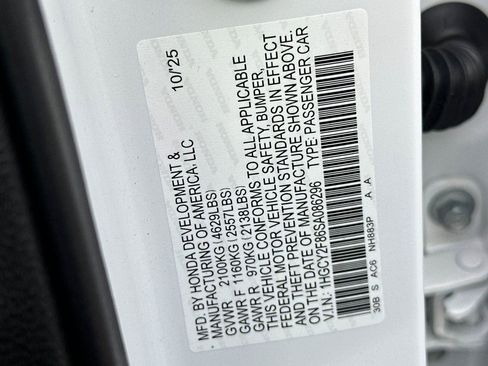 MFD. BY HONDA DEVELOPMENT & 10/25
MANUFACTURING OF AMERICA, LLC
GVWR 2100KG (4629LBS)
GAWR F 1160KG (2557LBS)
GAWR R 970KG (2138LBS)
THIS VEHICLE CONFORMS TO ALL APPLICABLE
FEDERAL MOTOR VEHICLE SAFETY, BUMPER,
AND THEFT PREVENTION STANDARDS IN EFFECT
ON THE DATE OF MANUFACTURE SHOWN ABOVE.
V.I.N: 1HGCY2F86SA086296 TYPE: PASSENGER CAR
30B S AC6 NH883P A A